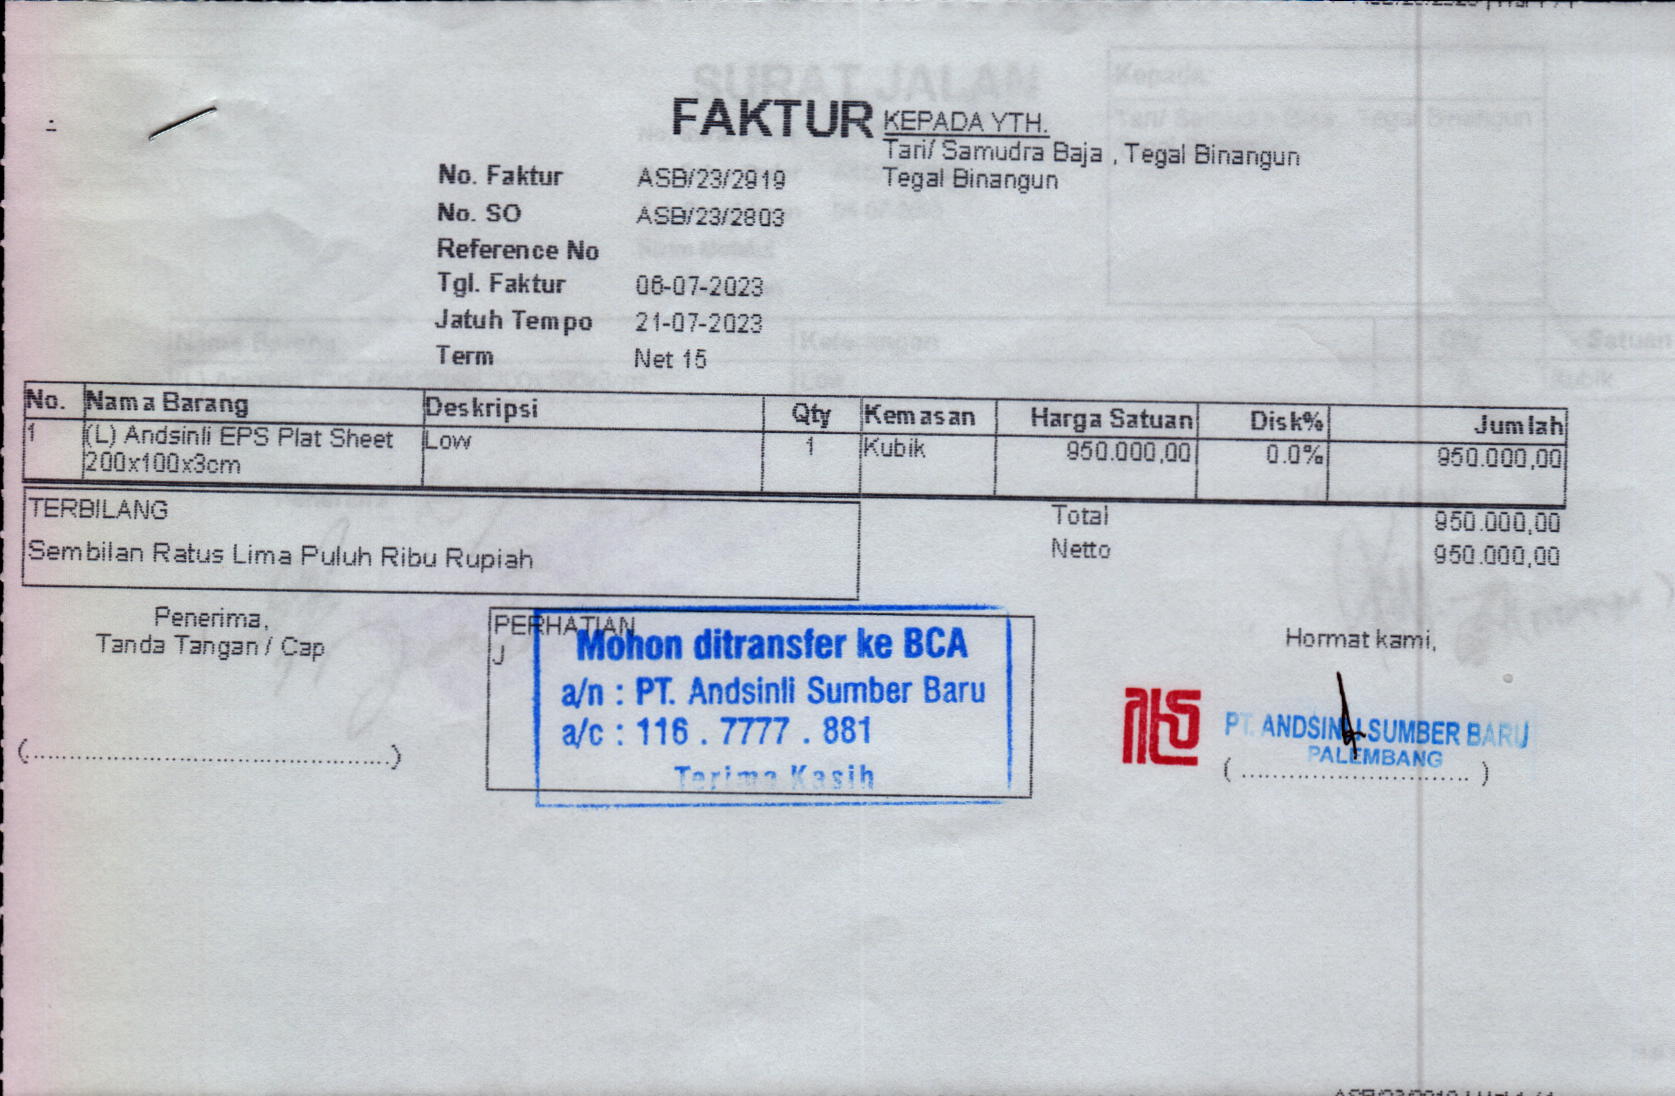 FAKTUR
KEPADA YTH.
Tari/ Samudra Baja , Tegal Binangun
Tegal Binangun
No. Faktur ASB/23/2919
No. SO ASB/23/2803
Reference No
Tgl. Faktur 06-07-2023
Jatuh Tempo 21-07-2023
Term Net 15
No. Nama Barang Deskripsi Qty Kemasan Harga Satuan Disk% Jumlah
1 (L) Andsinli EPS Plat Sheet Low 1 Kubik 950.000,00 0.0% 950.000,00
200x100x3cm
TERBILANG
Sembilan Ratus Lima Puluh Ribu Rupiah
Total 950.000,00
Netto 950.000,00
Penerima,
Tanda Tangan / Cap
(................................................)
PERHATIAN
J
Mohon ditransfer ke BCA
a/n : PT. Andsinli Sumber Baru
a/c : 116 . 7777 . 881
Terima Kasih
Hormat kami,
PT. ANDSINLI SUMBER BARU
PALEMBANG
( .............................. )